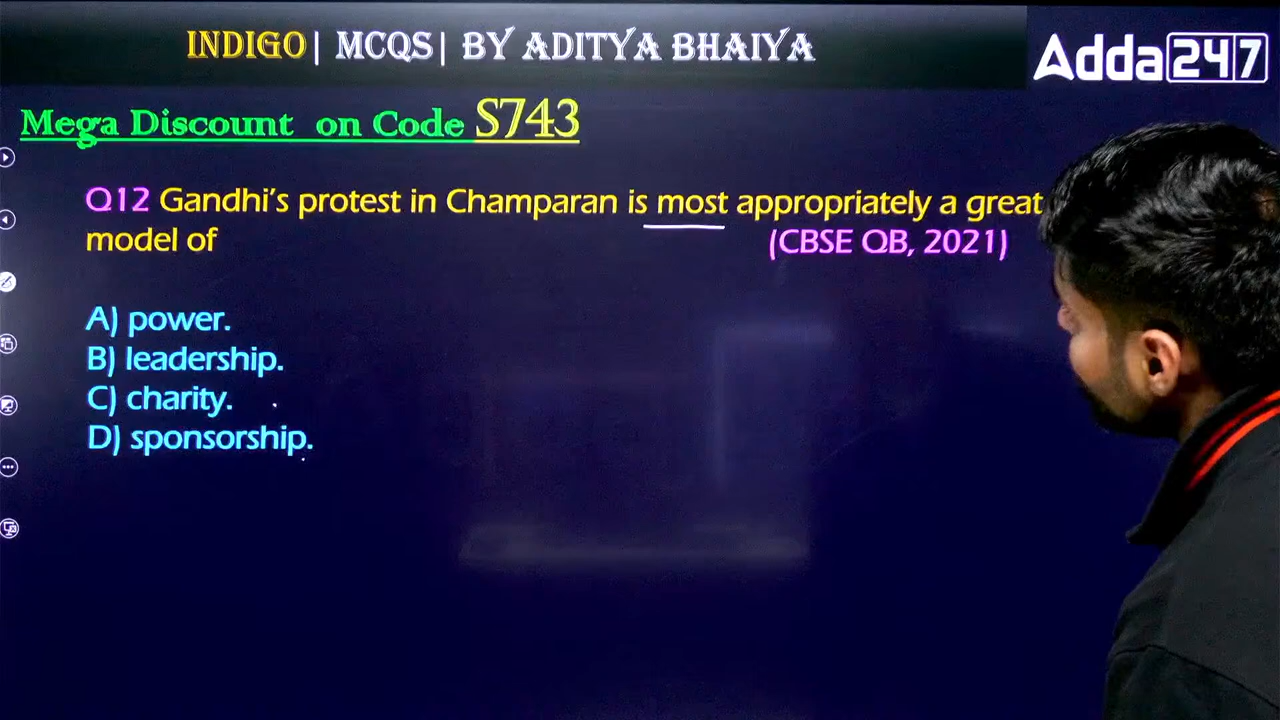 INDIGO| MCQS| BY ADITYA BHAIYA
Adda247
Mega Discount on Code S743
Q12 Gandhi's protest in Champaran is most appropriately a great
model of (CBSE QB, 2021)
A) power.
B) leadership.
C) charity.
D) sponsorship.